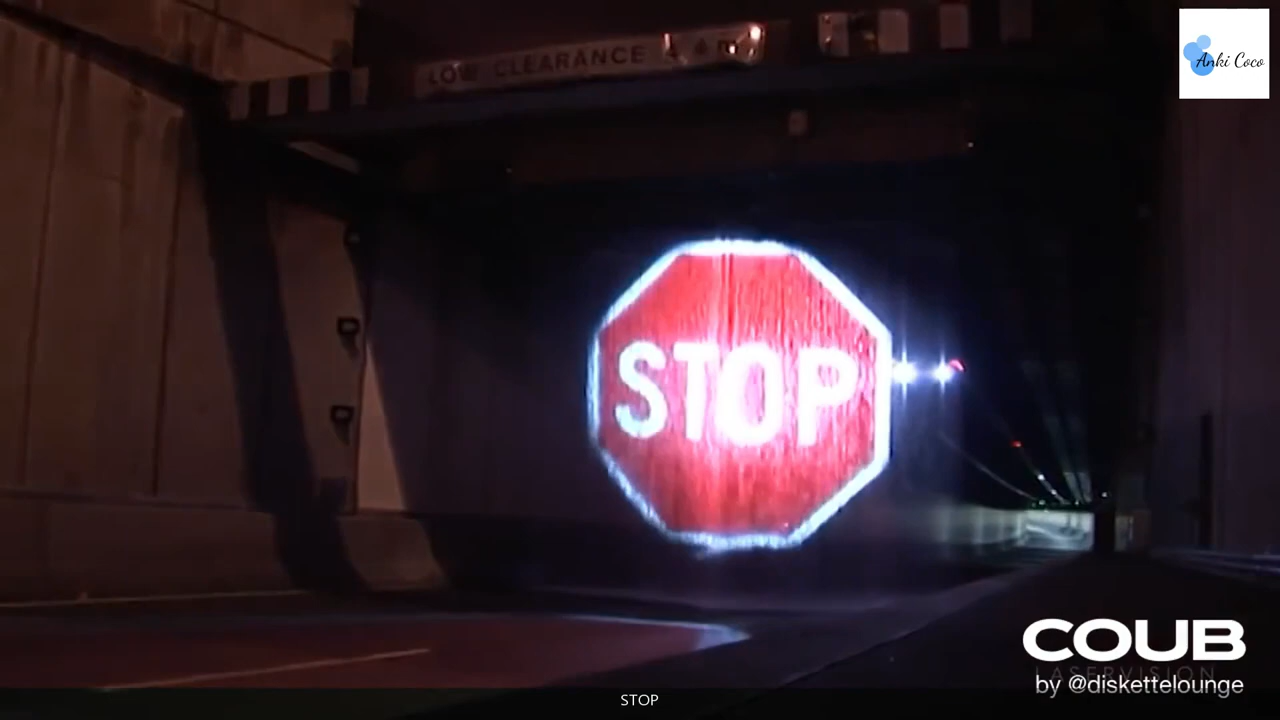 Anki Coco
LOW CLEARANCE
STOP
COUB
LASERVISION
by @diskettelounge
STOP